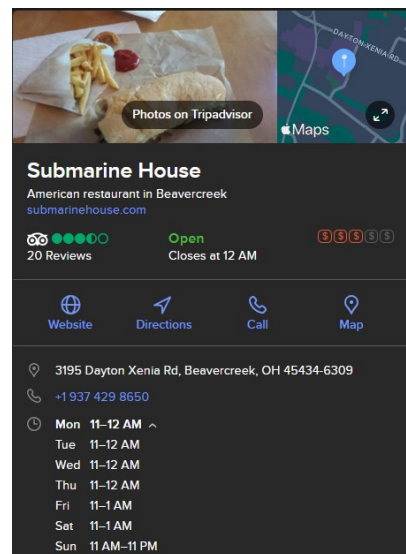 DAYTON-XENIA RD
Photos on Tripadvisor
Maps
Submarine House
American restaurant in Beavercreek
submarinehouse.com
Open
$ $ $ $ $
20 Reviews
Closes at 12 AM
Website Directions Call Map
3195 Dayton Xenia Rd, Beavercreek, OH 45434-6309
+1 937 429 8650
Mon 11–12 AM
Tue 11–12 AM
Wed 11–12 AM
Thu 11–12 AM
Fri 11–1 AM
Sat 11–1 AM
Sun 11 AM–11 PM